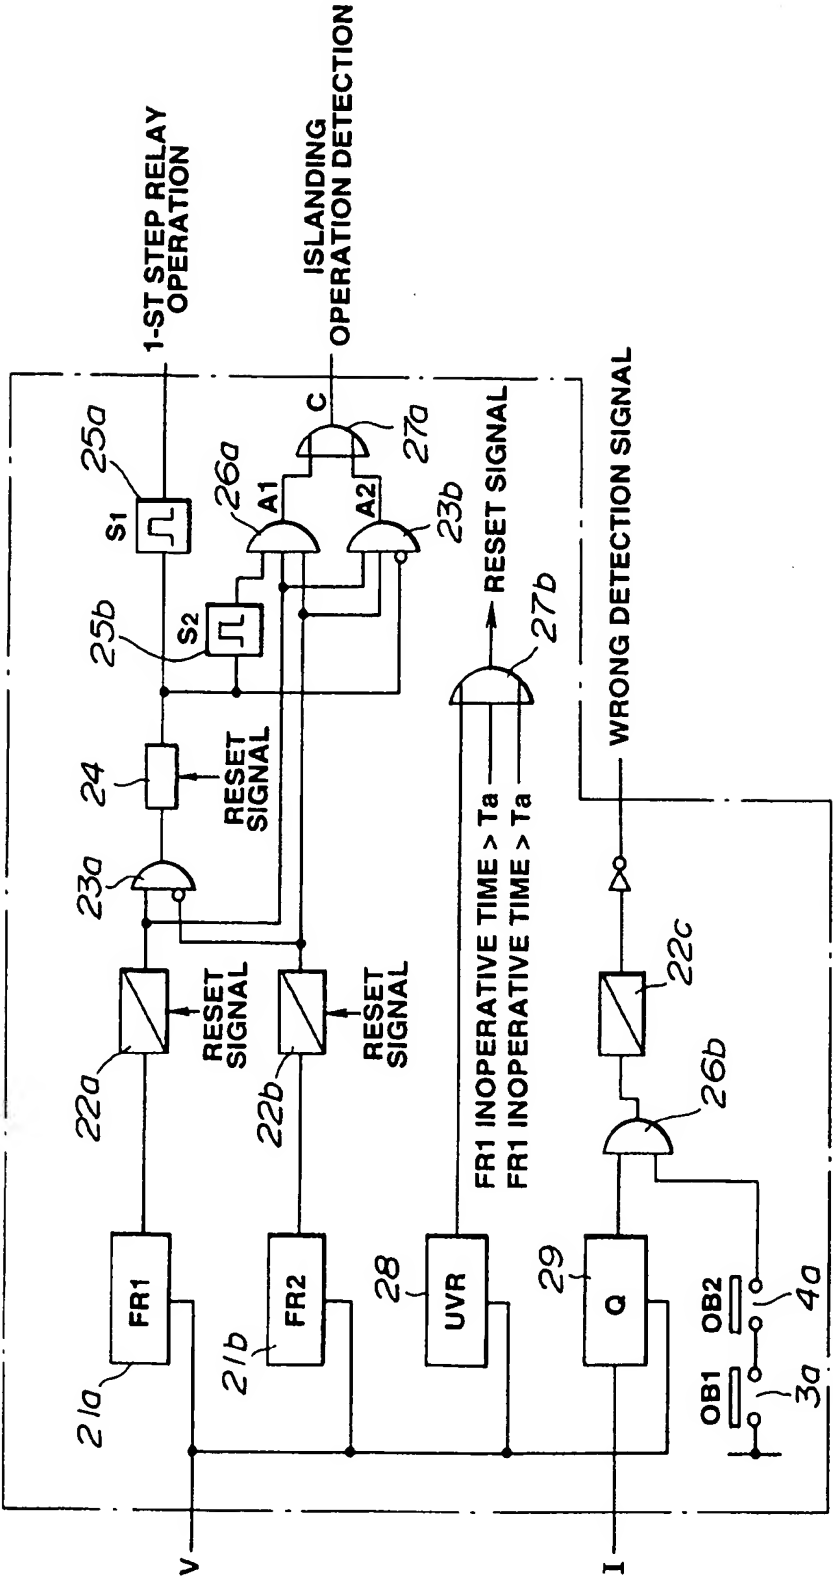 V
21a
FR1
22a
RESET
SIGNAL
23a
24
RESET
SIGNAL
S1
25a
1-ST STEP RELAY
OPERATION
25b
S2
26a
A1
A2
23b
C
27a
ISLANDING
OPERATION DETECTION
21b
FR2
22b
RESET
SIGNAL
28
UVR
FR1 INOPERATIVE TIME > Ta
FR1 INOPERATIVE TIME > Ta
27b
RESET SIGNAL
I
29
Q
26b
22c
WRONG DETECTION SIGNAL
OB1
3a
OB2
4a